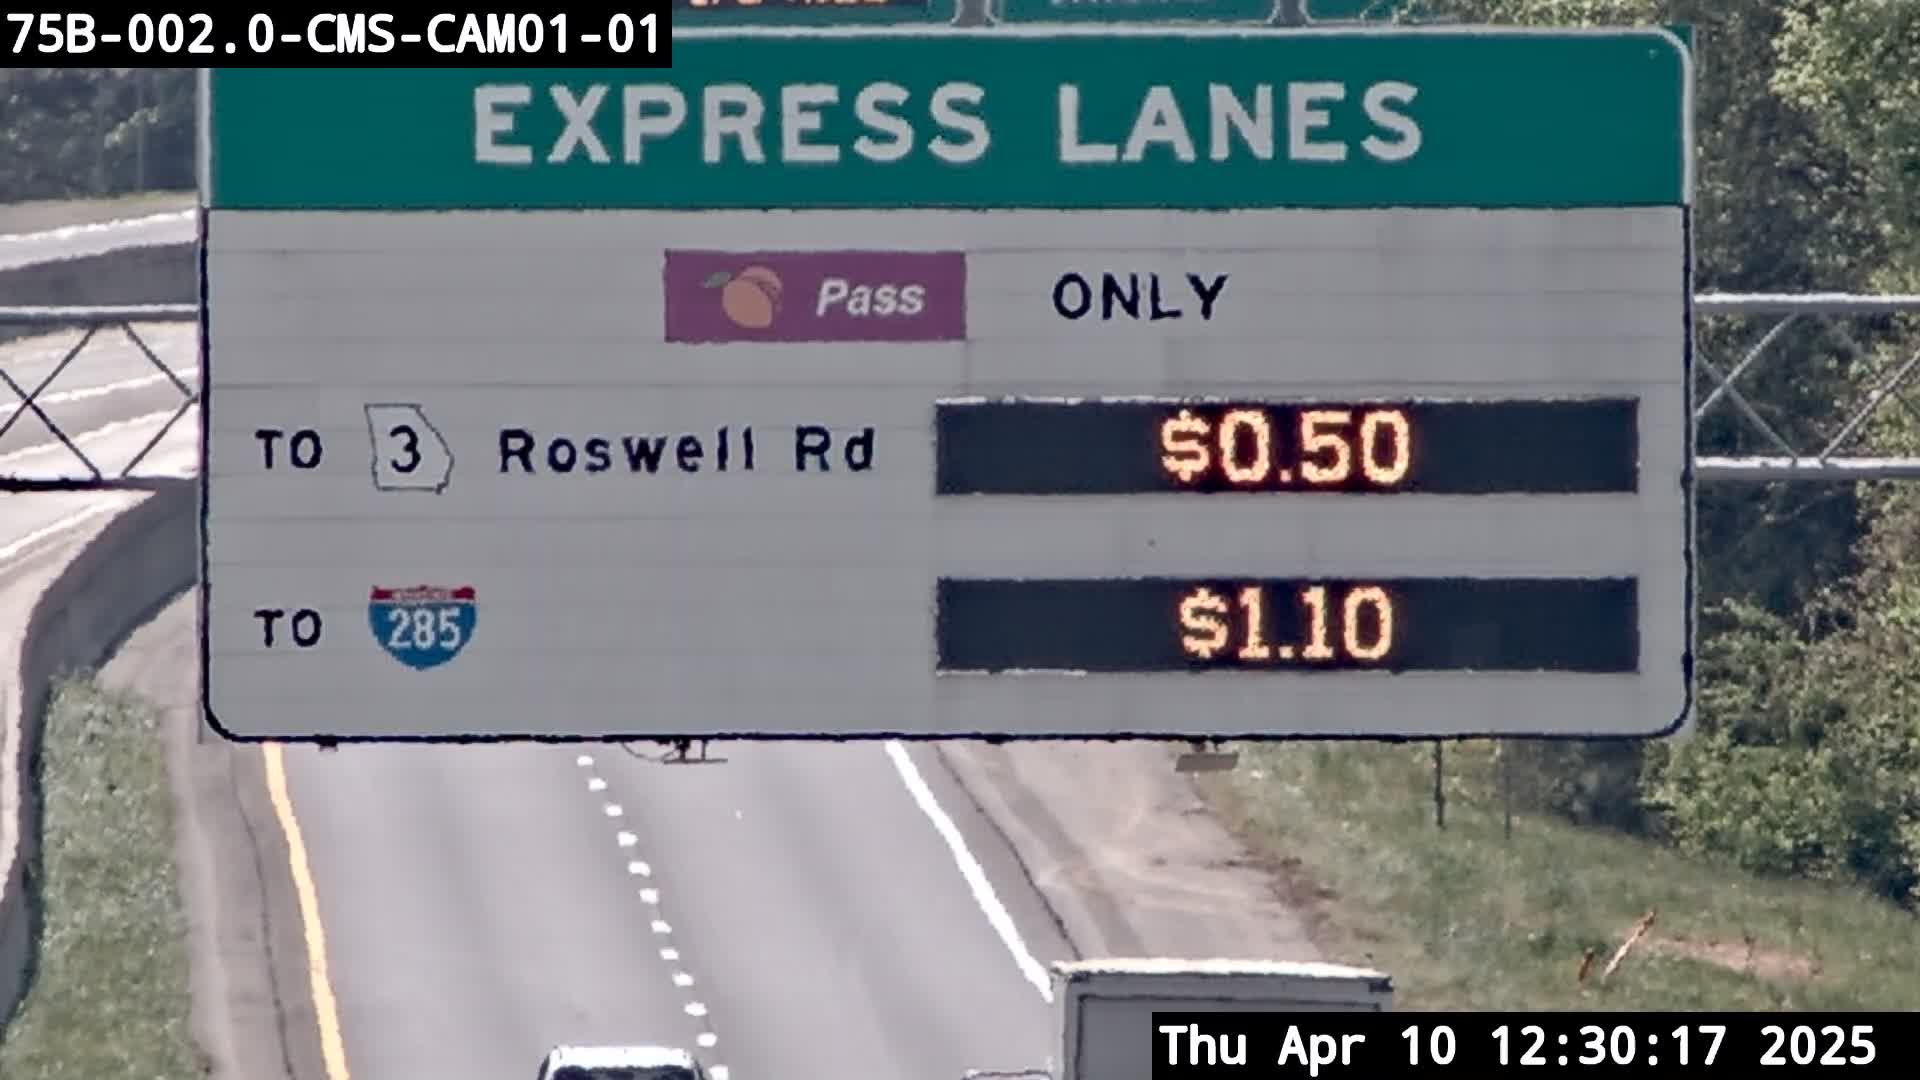 75B-002.0-CMS-CAM01-01
EXPRESS LANES
Pass ONLY
TO 3 Roswell Rd $0.50
TO 285 $1.10
Thu Apr 10 12:30:17 2025